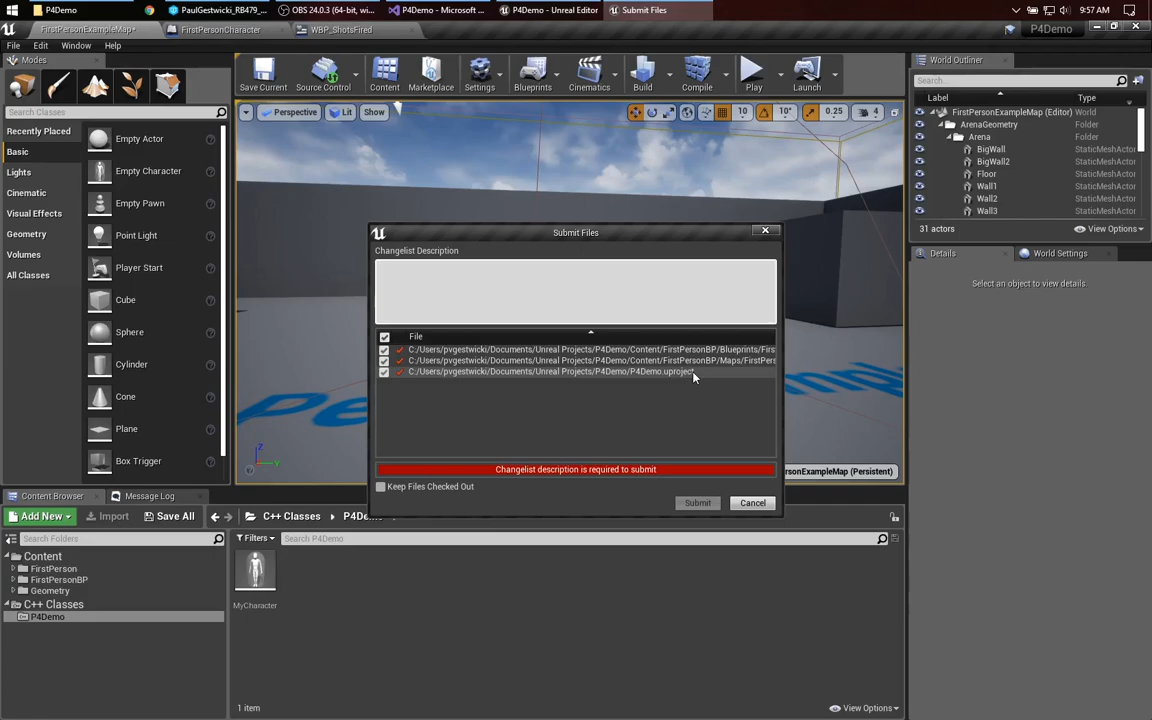 P4Demo
PaulGestwicki_RB479_...
OBS 24.0.3 (64-bit, wi...
P4Demo - Microsoft ...
P4Demo - Unreal Editor
Submit Files
9:57 AM
FirstPersonExampleMap*
FirstPersonCharacter
WBP_ShotsFired
P4Demo
File
Edit
Window
Help
Modes
Search Classes
Recently Placed
Basic
Lights
Cinematic
Visual Effects
Geometry
Volumes
All Classes
Empty Actor
Empty Character
Empty Pawn
Point Light
Player Start
Cube
Sphere
Cylinder
Cone
Plane
Box Trigger
Save Current
Source Control
Content
Marketplace
Settings
Blueprints
Cinematics
Build
Compile
Play
Launch
Perspective
Lit
Show
10
10°
0.25
4
Submit Files
Changelist Description
File
C:/Users/pvgestwicki/Documents/Unreal Projects/P4Demo/Content/FirstPersonBP/Blueprints/Firs
C:/Users/pvgestwicki/Documents/Unreal Projects/P4Demo/Content/FirstPersonBP/Maps/FirstPers
C:/Users/pvgestwicki/Documents/Unreal Projects/P4Demo/P4Demo.uproject
Changelist description is required to submit
Keep Files Checked Out
Submit
Cancel
rsonExampleMap (Persistent)
World Outliner
Search...
Label
Type
FirstPersonExampleMap (Editor)
ArenaGeometry
Folder
Arena
Folder
BigWall
StaticMeshActor
BigWall2
StaticMeshActor
Floor
StaticMeshActor
Wall1
StaticMeshActor
Wall2
StaticMeshActor
Wall3
StaticMeshActor
31 actors
View Options
Details
World Settings
Select an object to view details.
Content Browser
Message Log
Add New
Import
Save All
C++ Classes
P4Demo
Search Folders
Filters
Search P4Demo
Content
FirstPerson
FirstPersonBP
Geometry
C++ Classes
P4Demo
MyCharacter
1 item
View Options